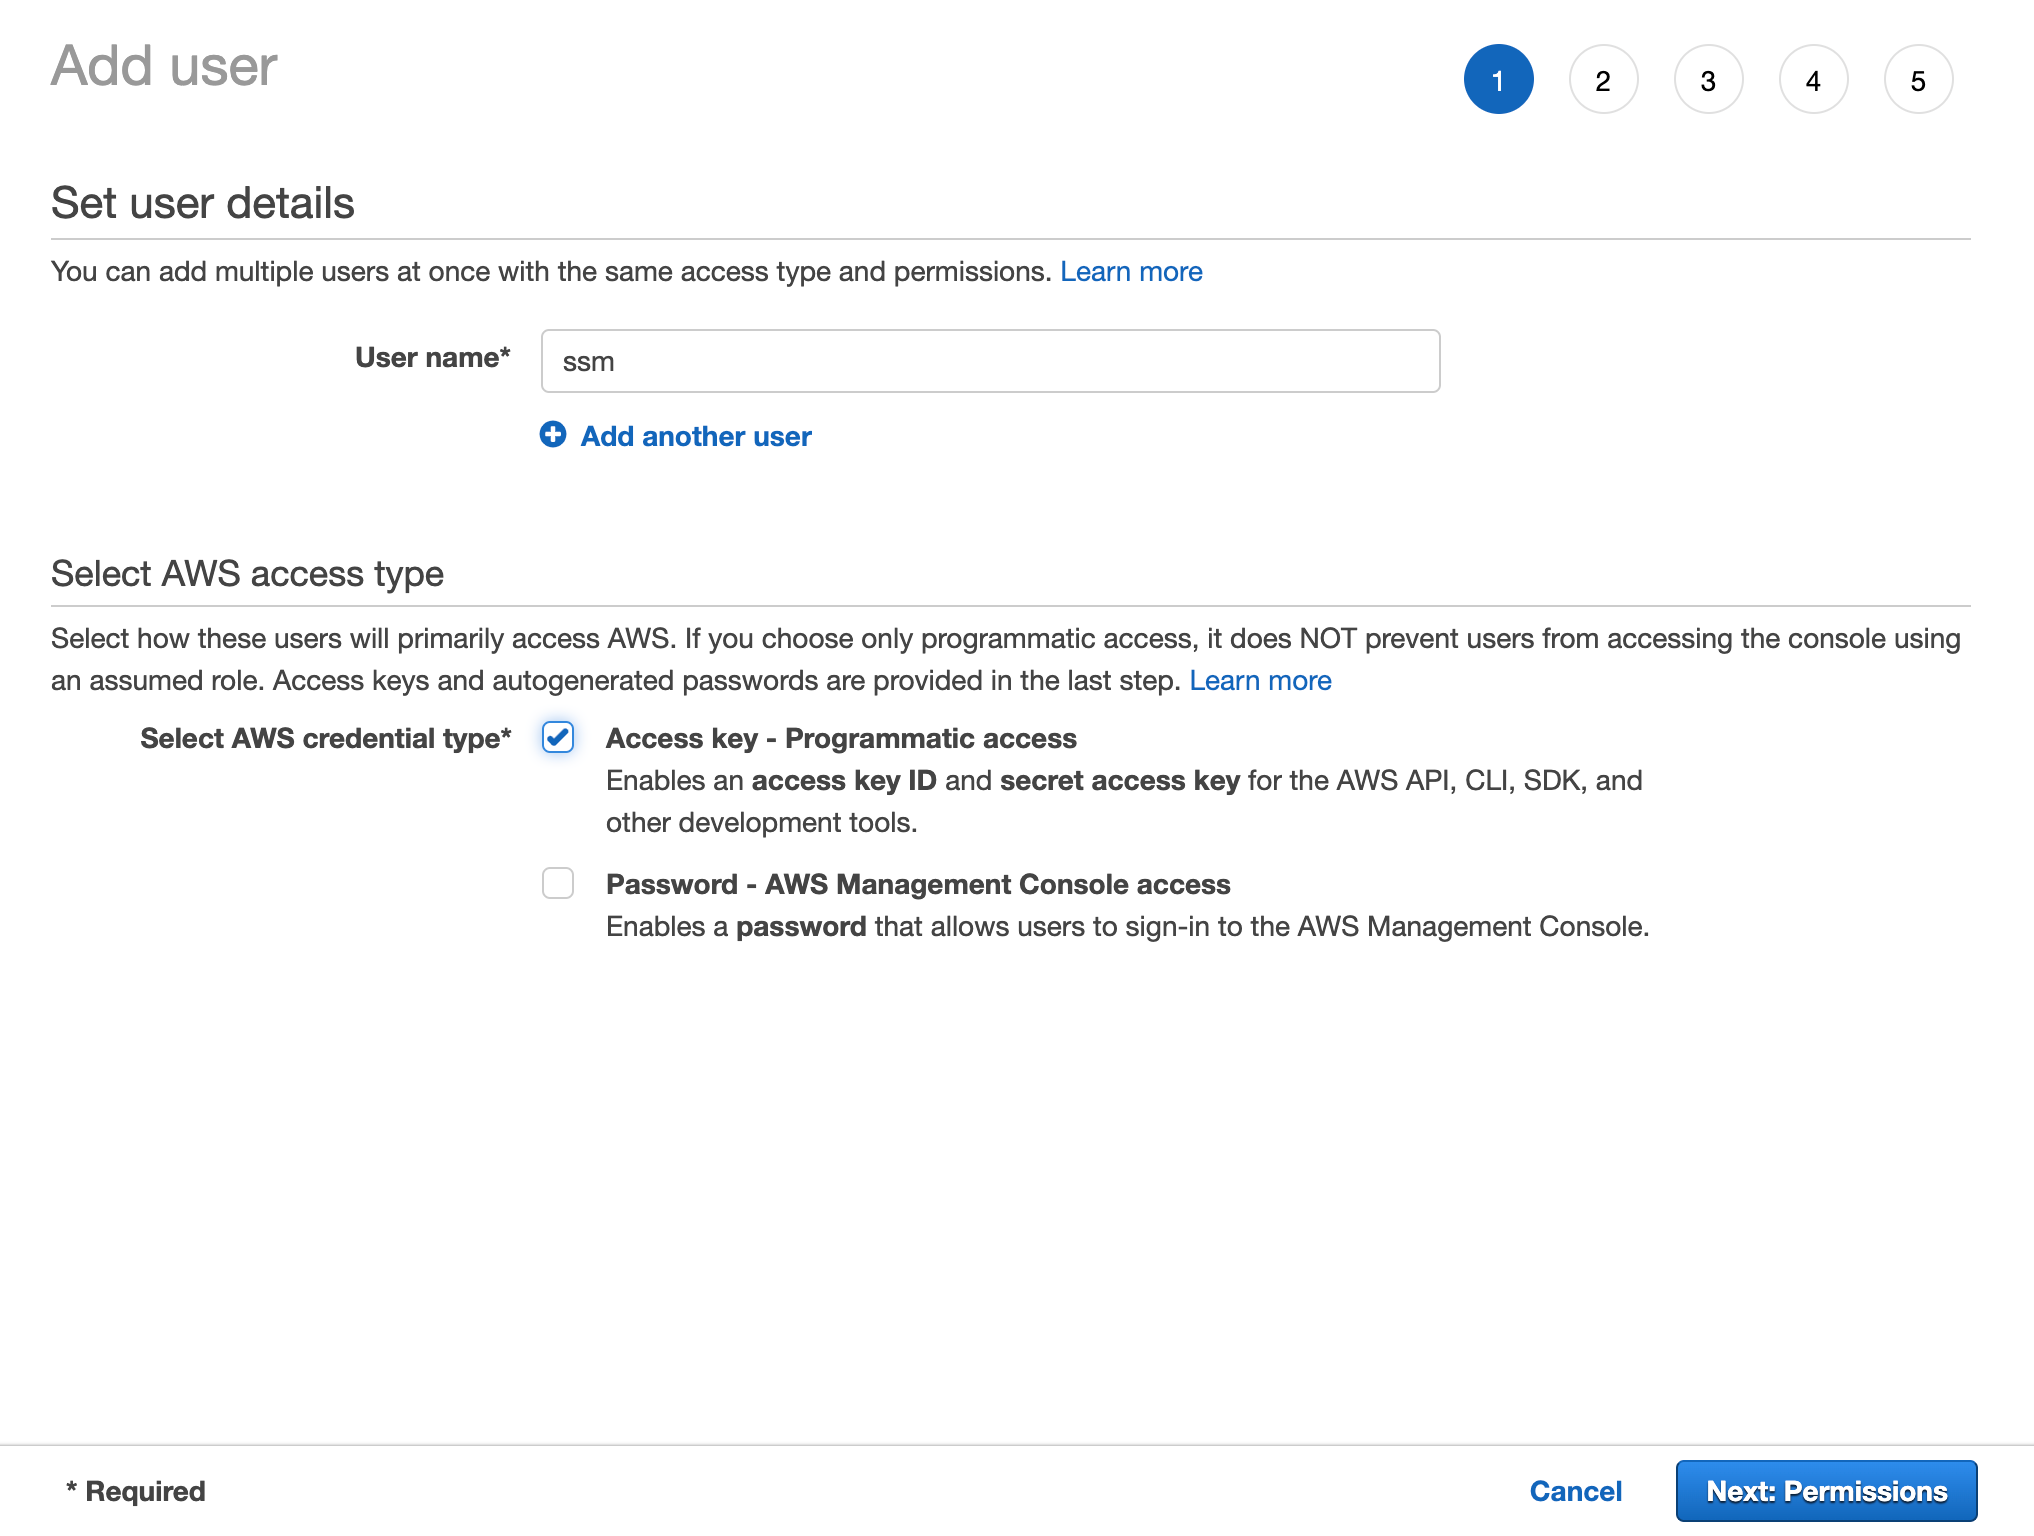 Add user
1 2 3 4 5
Set user details
You can add multiple users at once with the same access type and permissions. Learn more
User name* ssm
Add another user
Select AWS access type
Select how these users will primarily access AWS. If you choose only programmatic access, it does NOT prevent users from accessing the console using
an assumed role. Access keys and autogenerated passwords are provided in the last step. Learn more
Select AWS credential type* Access key - Programmatic access
Enables an access key ID and secret access key for the AWS API, CLI, SDK, and
other development tools.
Password - AWS Management Console access
Enables a password that allows users to sign-in to the AWS Management Console.
* Required Cancel Next: Permissions